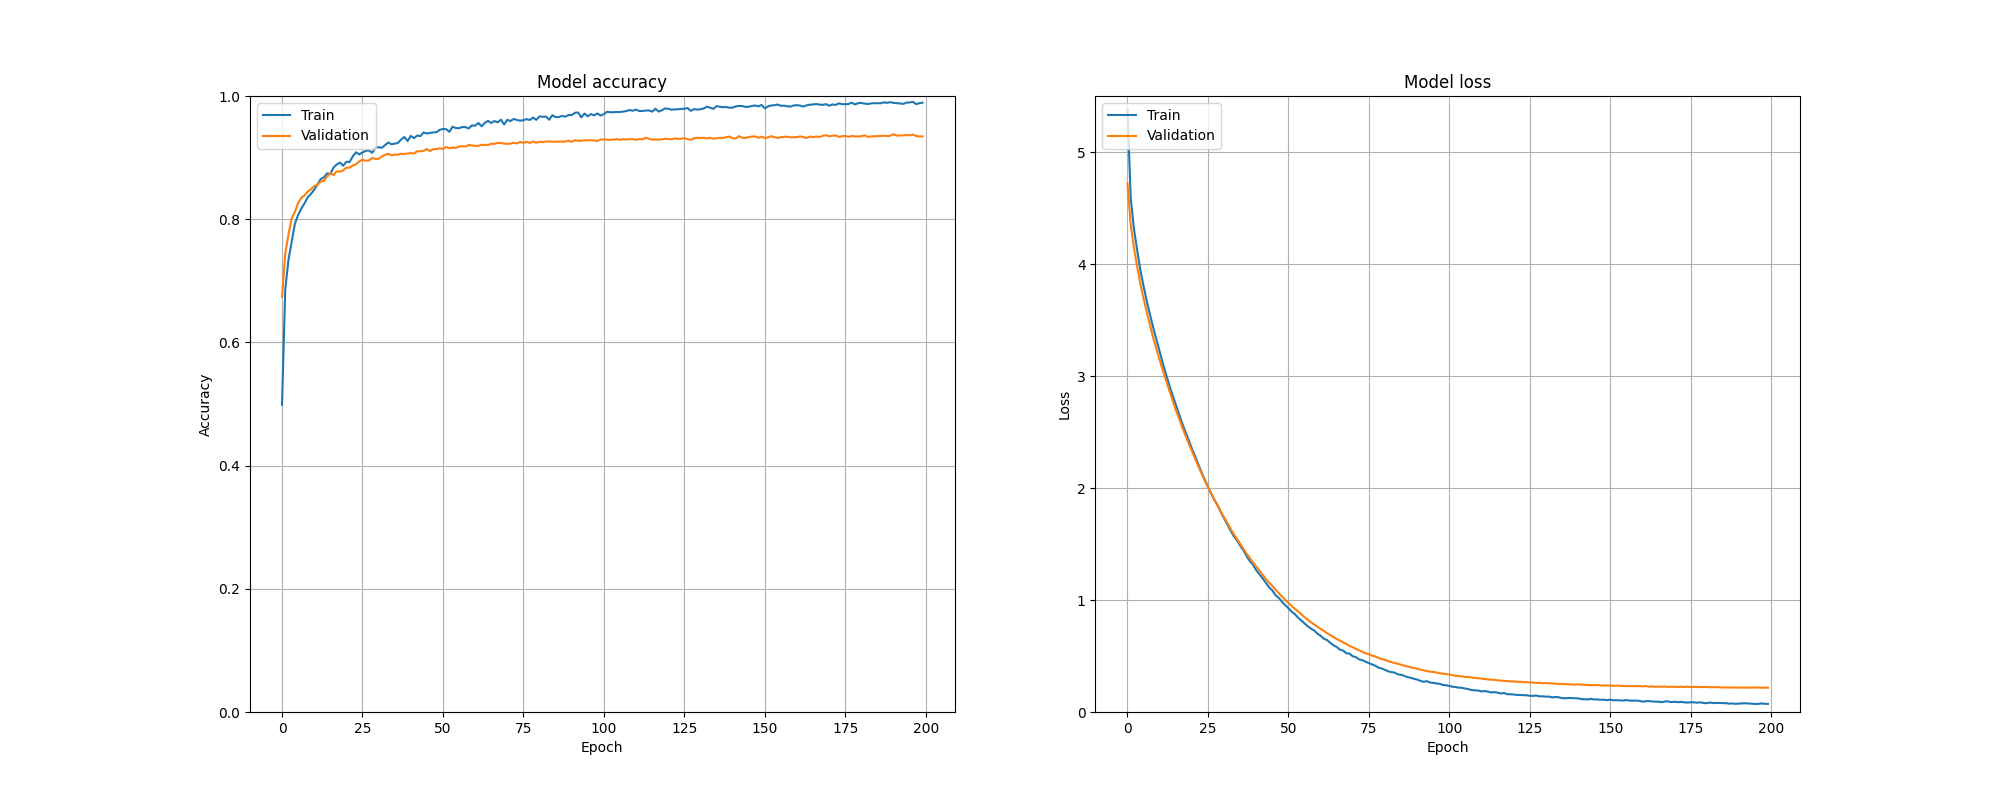 Model accuracy
Train
Validation
1.0
0.8
0.6
0.4
0.2
0.0
Accuracy
0 25 50 75 100 125 150 175 200
Epoch
Model loss
Train
Validation
5
4
3
2
1
0
Loss
0 25 50 75 100 125 150 175 200
Epoch